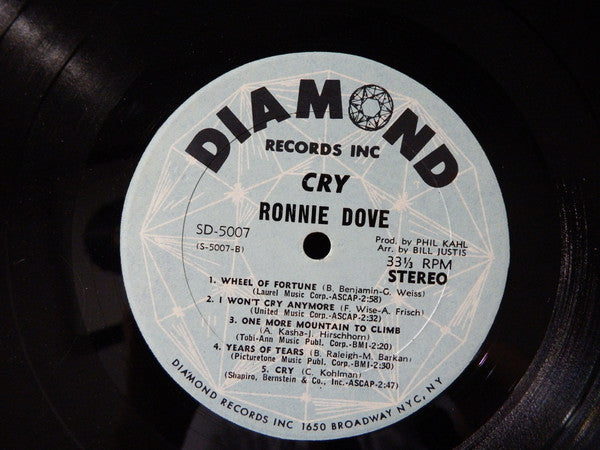 DIAMOND
RECORDS INC
CRY
RONNIE DOVE
SD-5007
(S-5007-B)
Prod. by PHIL KAHL
Arr. by BILL JUSTIS
33⅓ RPM
STEREO
1. WHEEL OF FORTUNE (B. Benjamin-G. Weiss)
(Laurel Music Corp.-ASCAP-2:58)
2. I WON'T CRY ANYMORE (F. Wise-A. Frisch)
(United Music Corp.-ASCAP-2:32)
3. ONE MORE MOUNTAIN TO CLIMB
(A. Kasha-J. Hirschhorn)
(Tobi-Ann Music Publ. Corp.-BMI-2:20)
4. YEARS OF TEARS (B. Raleigh-M. Barkan)
(Picturetone Music Publ. Corp.-BMI-2:30)
5. CRY (C. Kohlman)
(Shapiro, Bernstein & Co., Inc.-ASCAP-2:47)
DIAMOND RECORDS INC 1650 BROADWAY NYC, NY